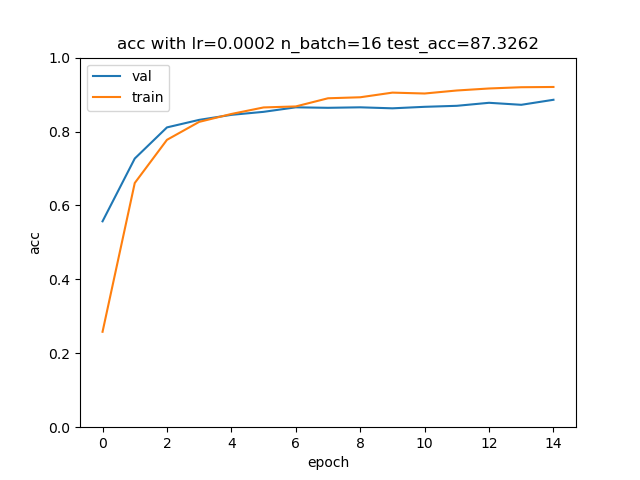 acc with lr=0.0002 n_batch=16 test_acc=87.3262
val
train
1.0
0.8
0.6
0.4
0.2
0.0
acc
0 2 4 6 8 10 12 14
epoch